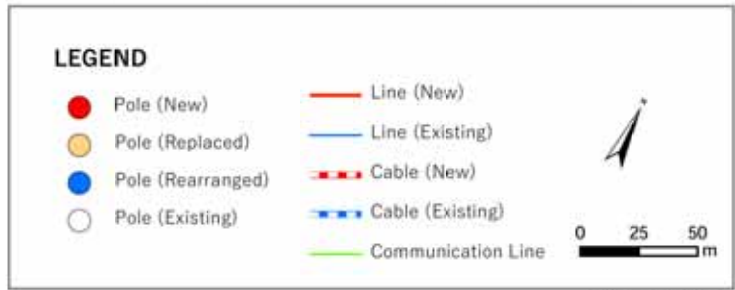 LEGEND
Pole (New)
Pole (Replaced)
Pole (Rearranged)
Pole (Existing)
Line (New)
Line (Existing)
Cable (New)
Cable (Existing)
Communication Line
0 25 50
m